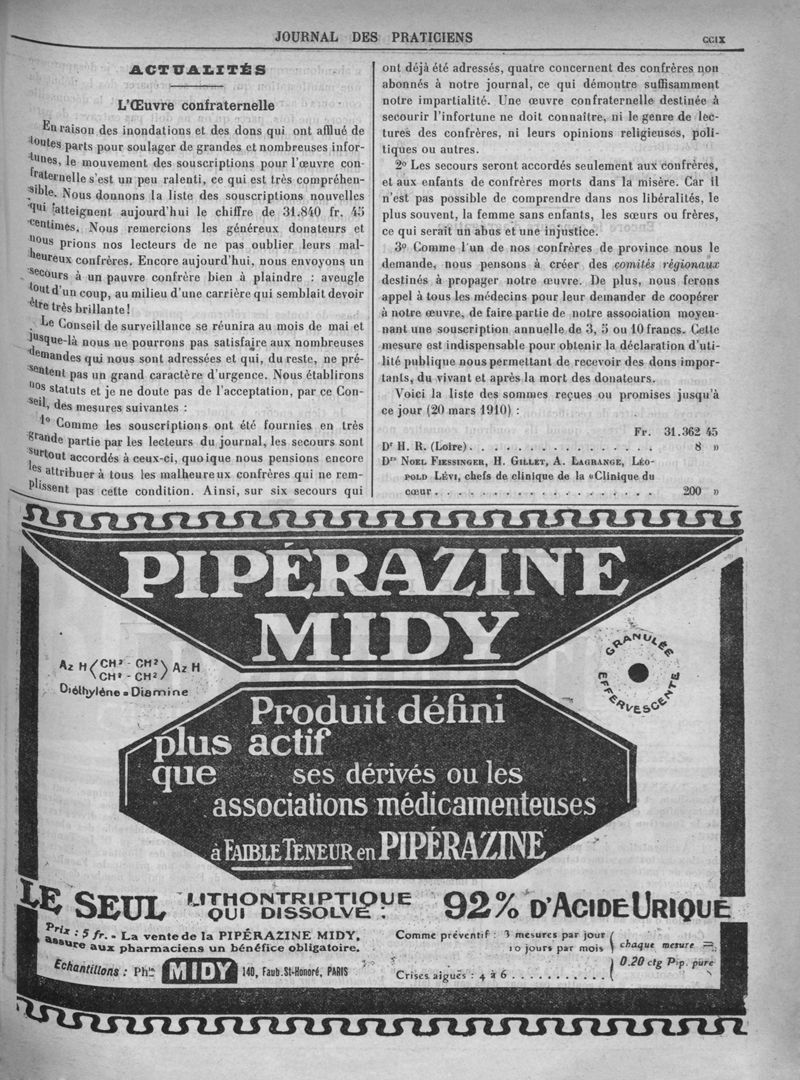 JOURNAL DES PRATICIENS
CCIX
ACTUALITÉS
L'Œuvre confraternelle
En raison des inondations et des dons qui ont afflué de
toutes parts pour soulager de grandes et nombreuses infor-
tunes, le mouvement des souscriptions pour l'œuvre con-
fraternelle s'est un peu ralenti, ce qui est très compréhen-
sible. Nous donnons la liste des souscriptions nouvelles
qui atteignent aujourd'hui le chiffre de 31.840 fr. 45
centimes. Nous remercions les généreux donateurs et
nous prions nos lecteurs de ne pas oublier leurs mal-
heureux confrères. Encore aujourd'hui, nous envoyons un
secours à un pauvre confrère bien à plaindre : aveugle
tout d'un coup, au milieu d'une carrière qui semblait devoir
être très brillante !
Le Conseil de surveillance se réunira au mois de mai et
jusque-là nous ne pourrons pas satisfaire aux nombreuses
demandes qui nous sont adressées et qui, du reste, ne pré-
sentent pas un grand caractère d'urgence. Nous établirons
nos statuts et je ne doute pas de l'acceptation, par ce Con-
seil, des mesures suivantes :
1° Comme les souscriptions ont été fournies en très
grande partie par les lecteurs du journal, les secours sont
surtout accordés à ceux-ci, quoique nous pensions encore
les attribuer à tous les malheureux confrères qui ne rem-
plissent pas cette condition. Ainsi, sur six secours qui
ont déjà été adressés, quatre concernent des confrères non
abonnés à notre journal, ce qui démontre suffisamment
notre impartialité. Une œuvre confraternelle destinée à
secourir l'infortune ne doit connaître, ni le genre de lec-
tures des confrères, ni leurs opinions religieuses, poli-
tiques ou autres.
2° Les secours seront accordés seulement aux confrères,
et aux enfants de confrères morts dans la misère. Car il
n'est pas possible de comprendre dans nos libéralités, le
plus souvent, la femme sans enfants, les sœurs ou frères,
ce qui serait un abus et une injustice.
3° Comme l'un de nos confrères de province nous le
demande, nous pensons à créer des comités régionaux
destinés à propager notre œuvre. De plus, nous ferons
appel à tous les médecins pour leur demander de coopérer
à notre œuvre, de faire partie de notre association moyen-
nant une souscription annuelle de 3, 5 ou 10 francs. Cette
mesure est indispensable pour obtenir la déclaration d'uti-
lité publique nous permettant de recevoir des dons impor-
tants, du vivant et après la mort des donateurs.
Voici la liste des sommes reçues ou promises jusqu'à
ce jour (20 mars 1910) :
Fr. 31.362 45
Dr H. R. (Loire). . . . . . . . . . . . . . . . 8 »
Drs NOEL FIESSINGER, H. GILLET, A. LAGRANGE, LÉO-
POLD LÉVI, chefs de clinique de la «Clinique du
cœur . . . . . . . . . . . . . . . . . . . 200 »
PIPÉRAZINE
MIDY
Az H CH² - CH² Az H
CH² - CH²
Diéthylène = Diamine
GRANULÉE
EFFERVESCENTE
Produit défini
plus actif
que ses dérivés ou les
associations médicamenteuses
à FAIBLE TENEUR en PIPÉRAZINE
LE SEUL LITHONTRIPTIQUE
QUI DISSOLVE : 92% D'ACIDE URIQUE
Prix : 5 fr. - La vente de la PIPÉRAZINE MIDY,
assure aux pharmaciens un bénéfice obligatoire.
Echantillons : Phie MIDY 140, Faub. St-Honoré, PARIS
Comme préventif : 3 mesures par jour
10 jours par mois
Crises aiguës : 4 à 6 . . . . . . . . . . .
chaque mesure =
0.20 ctg Pip. pure